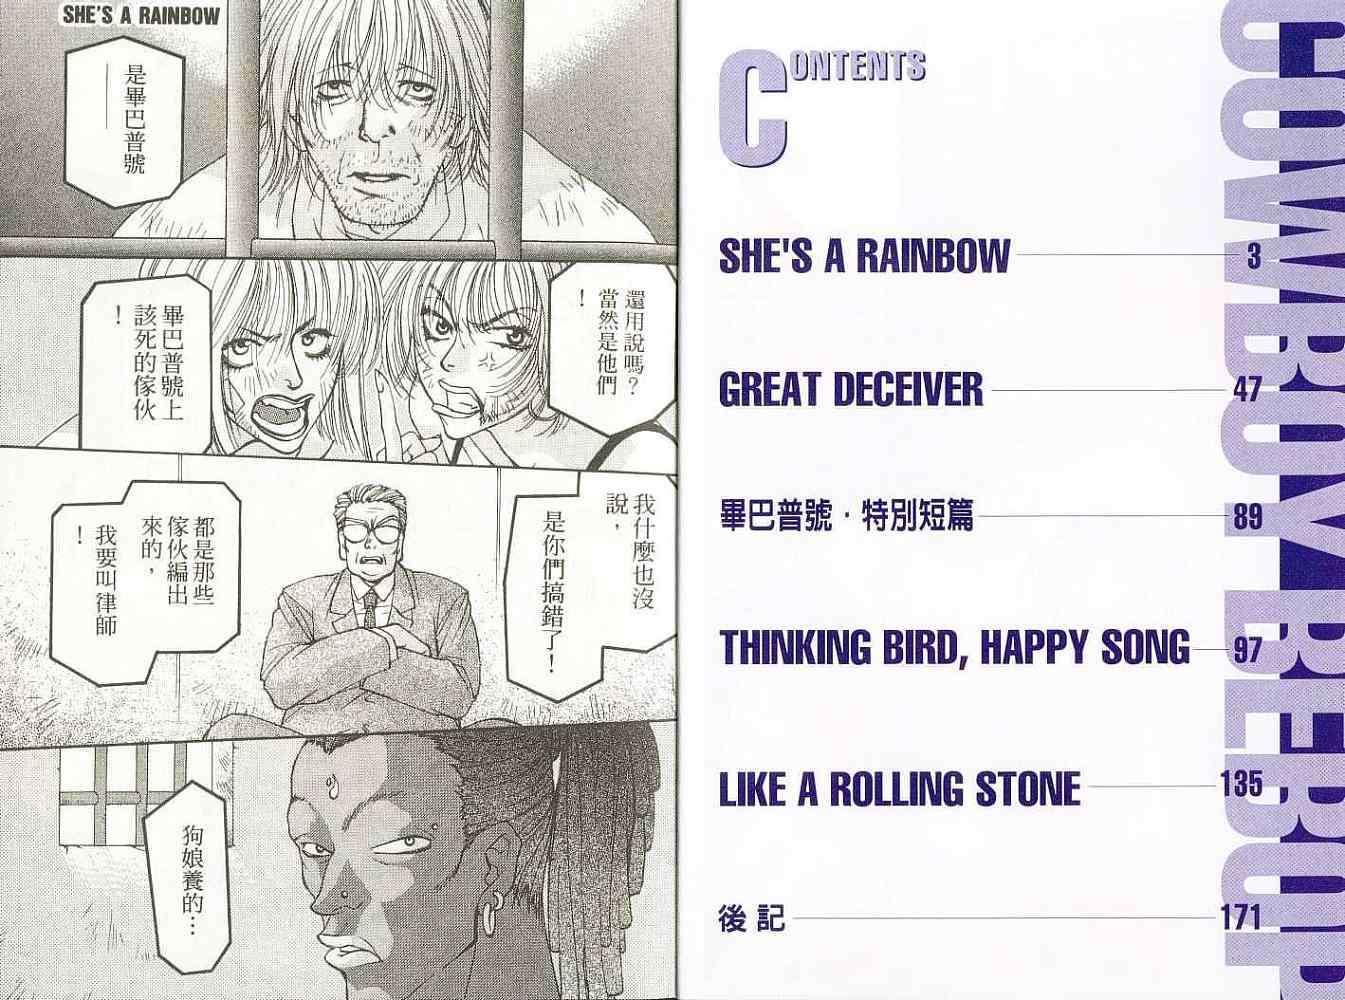 SHE'S A RAINBOW
是畢巴普號
——
還用說嗎?
當然是他們
!
畢巴普號上
該死的傢伙
!
我什麼也沒
說,
是你們搞錯了!
都是那些
傢伙編出
來的,
我要叫律師
!
狗娘養的…
CONTENTS
SHE'S A RAINBOW 3
GREAT DECEIVER 47
畢巴普號·特別短篇 89
THINKING BIRD, HAPPY SONG 97
LIKE A ROLLING STONE 135
後記 171
COWBOY BEBOP